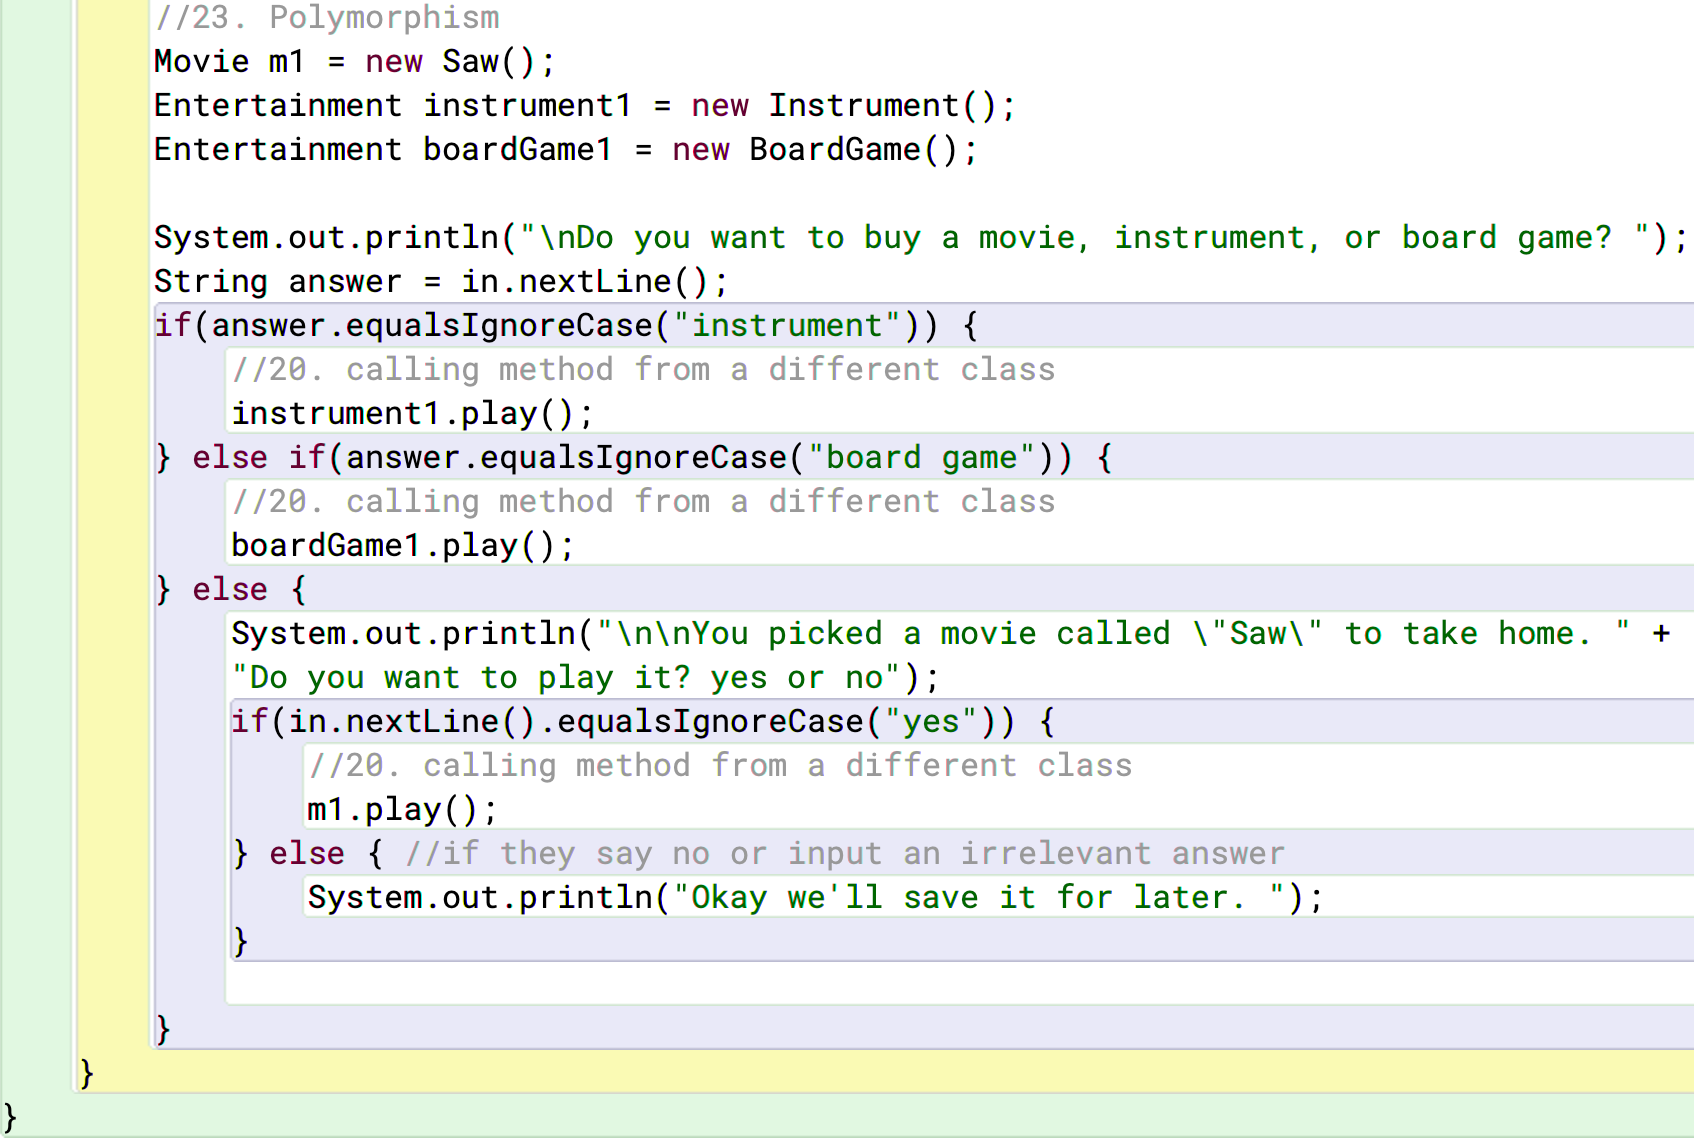 //23. Polymorphism
Movie m1 = new Saw();
Entertainment instrument1 = new Instrument();
Entertainment boardGame1 = new BoardGame();
System.out.println("\nDo you want to buy a movie, instrument, or board game? ");
String answer = in.nextLine();
if(answer.equalsIgnoreCase("instrument")) {
//20. calling method from a different class
instrument1.play();
} else if(answer.equalsIgnoreCase("board game")) {
//20. calling method from a different class
boardGame1.play();
} else {
System.out.println("\n\nYou picked a movie called \"Saw\" to take home. " +
"Do you want to play it? yes or no");
if(in.nextLine().equalsIgnoreCase("yes")) {
//20. calling method from a different class
m1.play();
} else { //if they say no or input an irrelevant answer
System.out.println("Okay we'll save it for later. ");
}
}
}
}